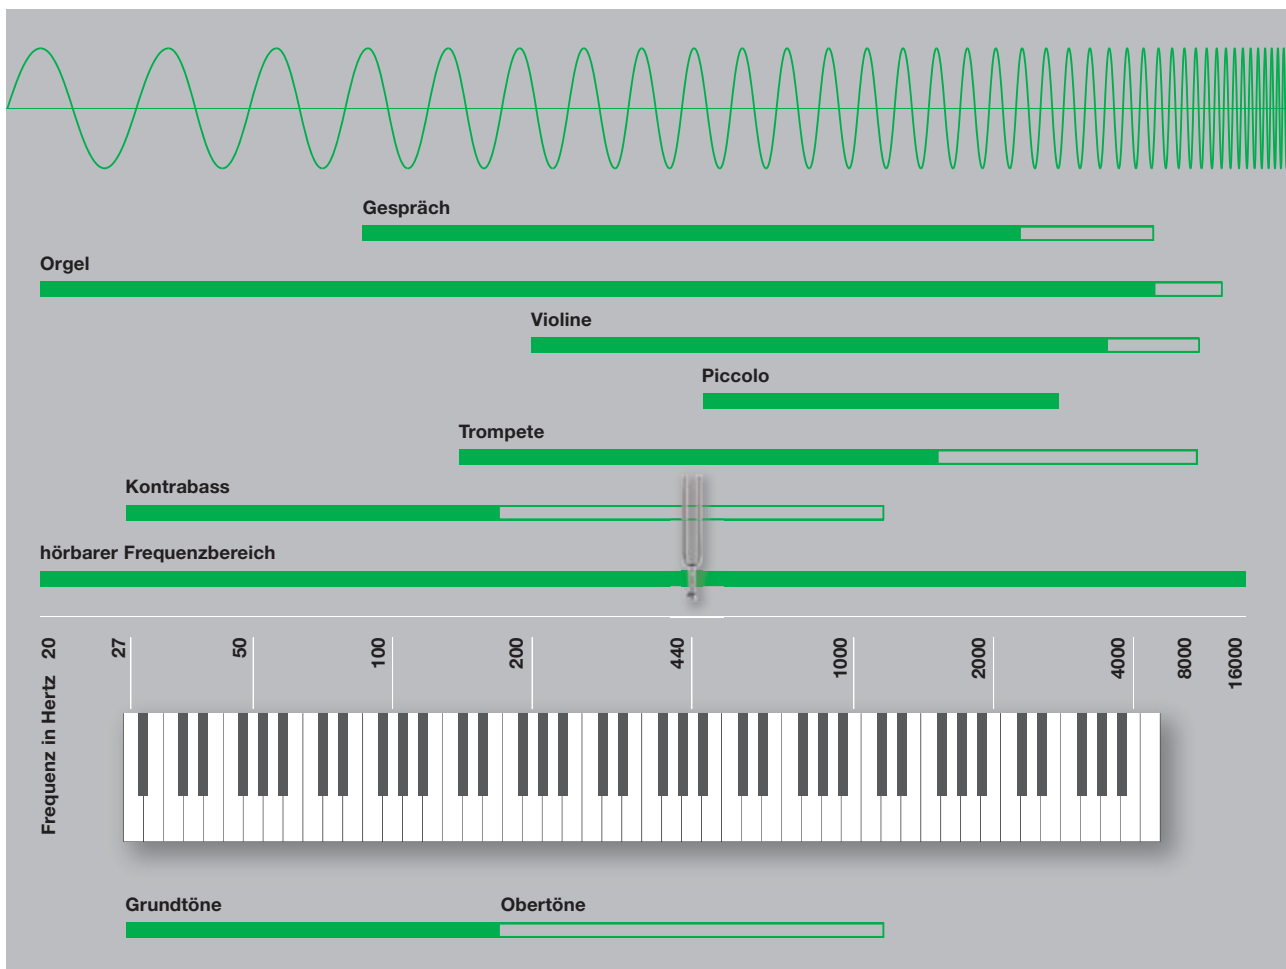 Gespräch
Orgel
Violine
Piccolo
Trompete
Kontrabass
hörbarer Frequenzbereich
Frequenz in Hertz 20
27
50
100
200
440
1000
2000
4000
8000
16000
Grundtöne Obertöne